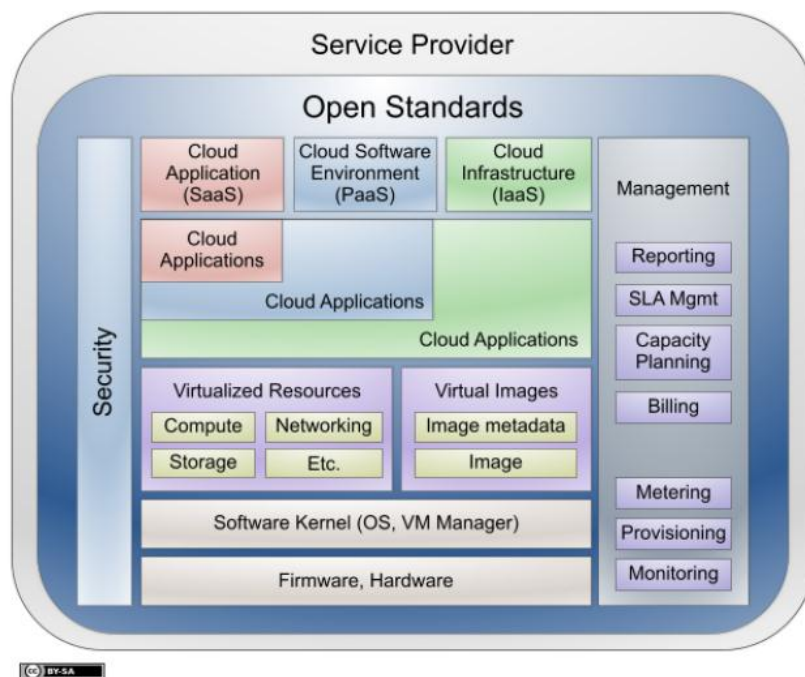 Service Provider
Open Standards
Security
Cloud
Application
(SaaS)
Cloud Software
Environment
(PaaS)
Cloud
Infrastructure
(IaaS)
Cloud
Applications
Cloud Applications
Cloud Applications
Virtualized Resources
Compute
Networking
Storage
Etc.
Virtual Images
Image metadata
Image
Software Kernel (OS, VM Manager)
Firmware, Hardware
Management
Reporting
SLA Mgmt
Capacity
Planning
Billing
Metering
Provisioning
Monitoring
(cc) BY-SA